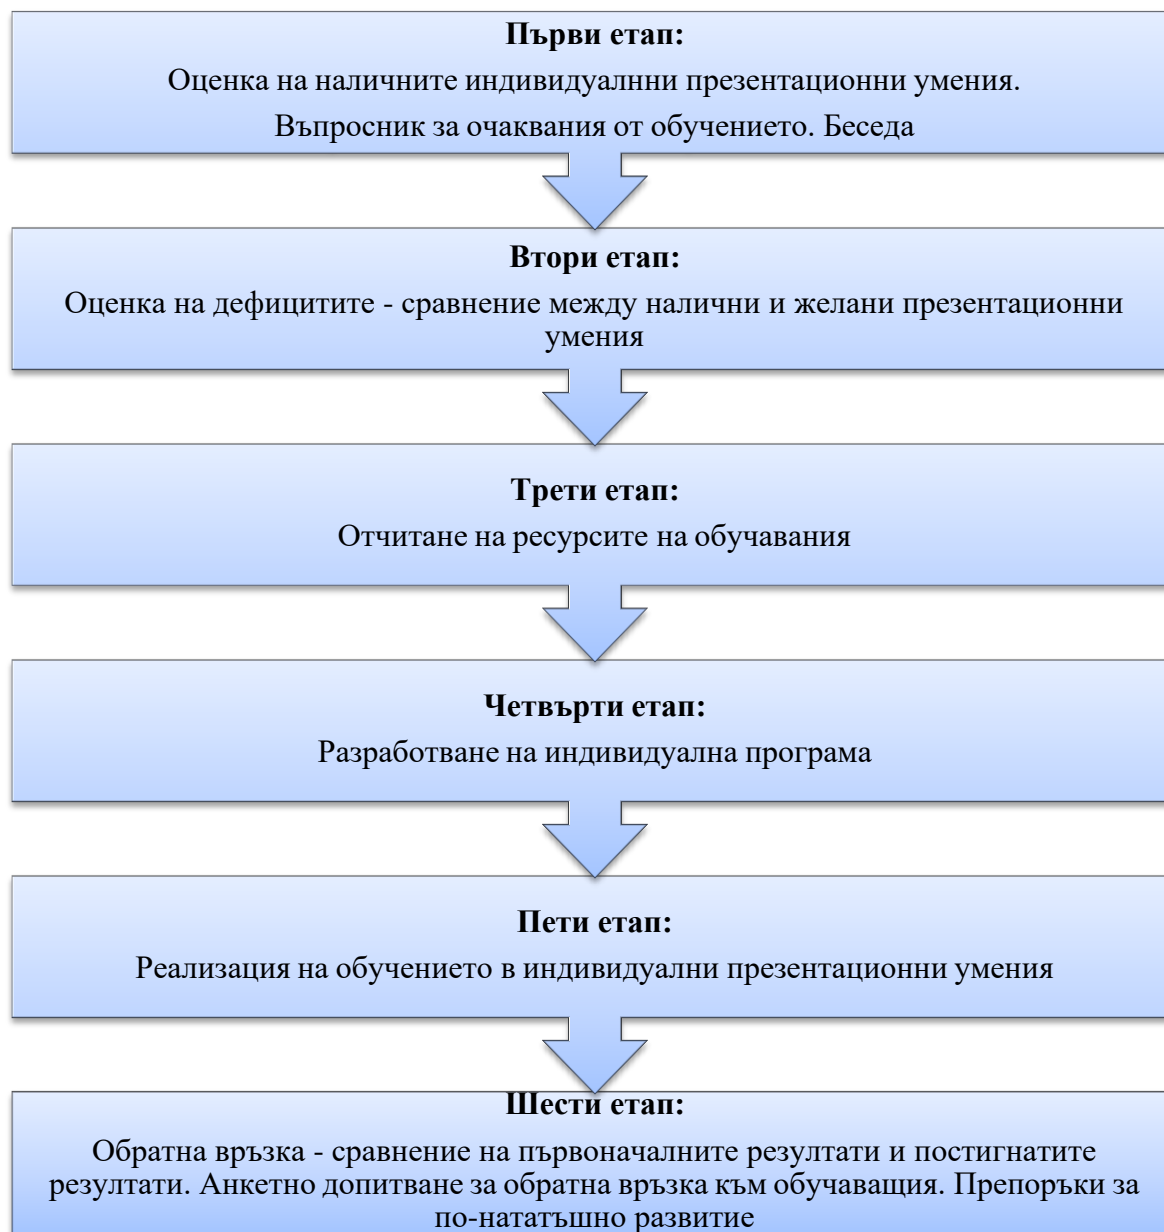 Първи етап:
Оценка на наличните индивидуалнни презентационни умения.
Въпросник за очаквания от обучението. Беседа
Втори етап:
Оценка на дефицитите - сравнение между налични и желани презентационни
умения
Трети етап:
Отчитане на ресурсите на обучавания
Четвърти етап:
Разработване на индивидуална програма
Пети етап:
Реализация на обучението в индивидуални презентационни умения
Шести етап:
Обратна връзка - сравнение на първоначалните резултати и постигнатите
резултати. Анкетно допитване за обратна връзка към обучаващия. Препоръки за
по-нататъшно развитие